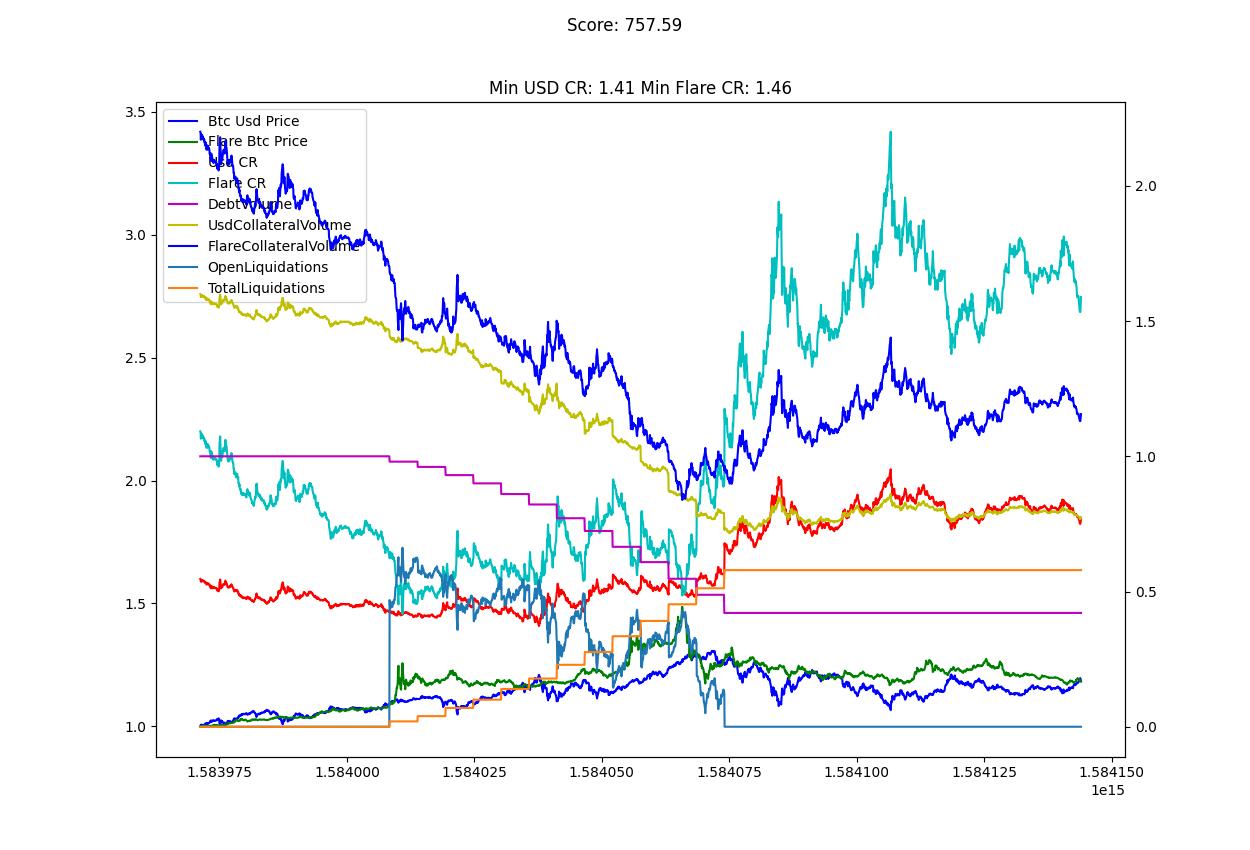 Score: 757.59
Min USD CR: 1.41 Min Flare CR: 1.46
3.5
3.0
2.5
2.0
1.5
1.0
Btc Usd Price
Flare Btc Price
Usd CR
Flare CR
DebtVolume
UsdCollateralVolume
FlareCollateralVolume
OpenLiquidations
TotalLiquidations
2.0
1.5
1.0
0.5
0.0
1.583975 1.584000 1.584025 1.584050 1.584075 1.584100 1.584125 1.584150
1e15